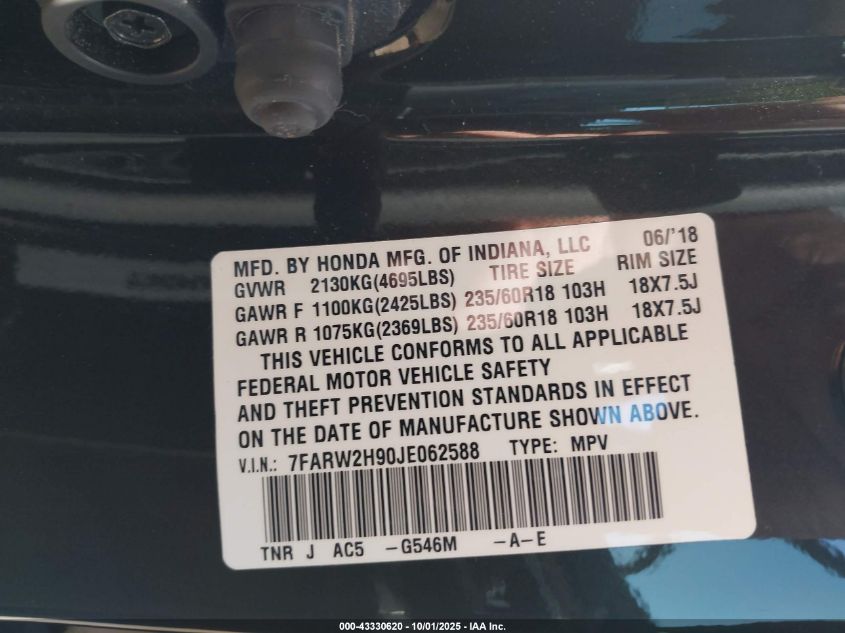 MFD. BY HONDA MFG. OF INDIANA, LLC 06/'18
GVWR 2130KG(4695LBS) TIRE SIZE RIM SIZE
GAWR F 1100KG(2425LBS) 235/60R18 103H 18X7.5J
GAWR R 1075KG(2369LBS) 235/60R18 103H 18X7.5J
THIS VEHICLE CONFORMS TO ALL APPLICABLE
FEDERAL MOTOR VEHICLE SAFETY
AND THEFT PREVENTION STANDARDS IN EFFECT
ON THE DATE OF MANUFACTURE SHOWN ABOVE.
V.I.N.: 7FARW2H90JE062588 TYPE: MPV
TNR J AC5 -G546M -A-E
000-43330620 - 10/01/2025 - IAA Inc.